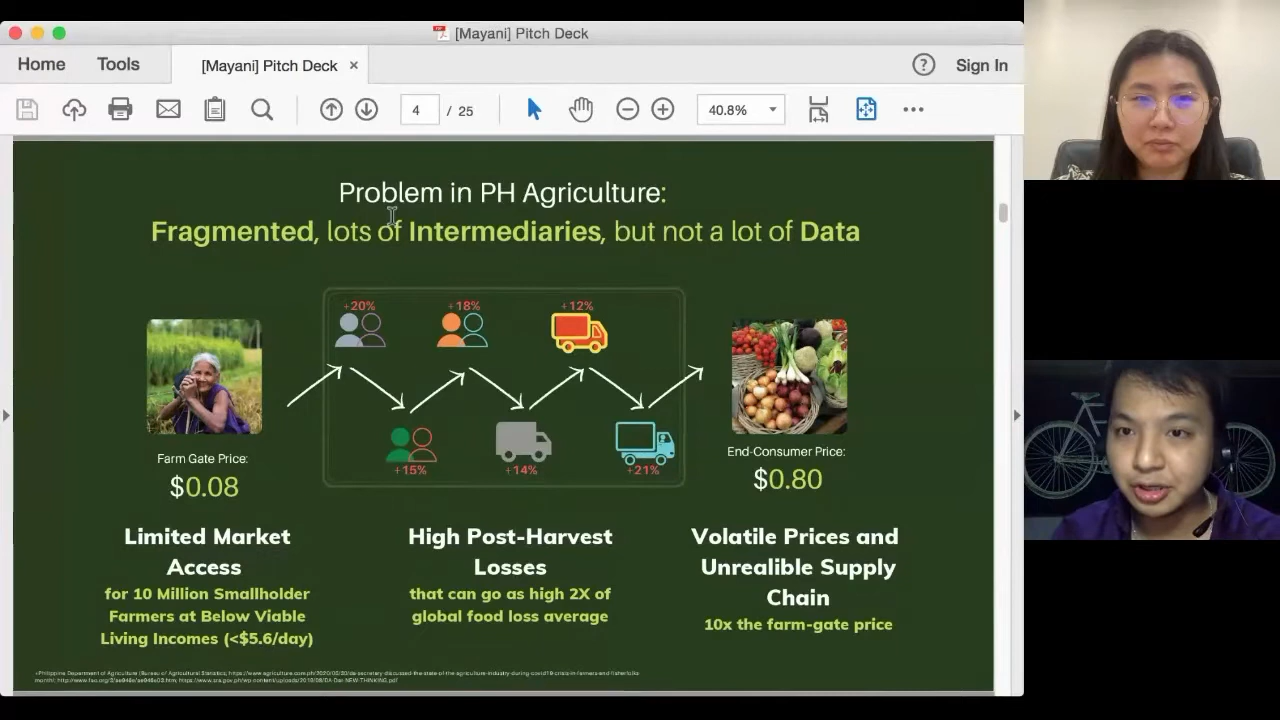 [Mayani] Pitch Deck
Home
Tools
[Mayani] Pitch Deck ×
Sign In
4 / 25
40.8%
Problem in PH Agriculture:
Fragmented, lots of Intermediaries, but not a lot of Data
+20%
+18%
+12%
+15%
+14%
+21%
Farm Gate Price:
$0.08
End-Consumer Price:
$0.80
Limited Market
Access
for 10 Million Smallholder
Farmers at Below Viable
Living Incomes (<$5.6/day)
High Post-Harvest
Losses
that can go as high 2X of
global food loss average
Volatile Prices and
Unrealible Supply
Chain
10x the farm-gate price